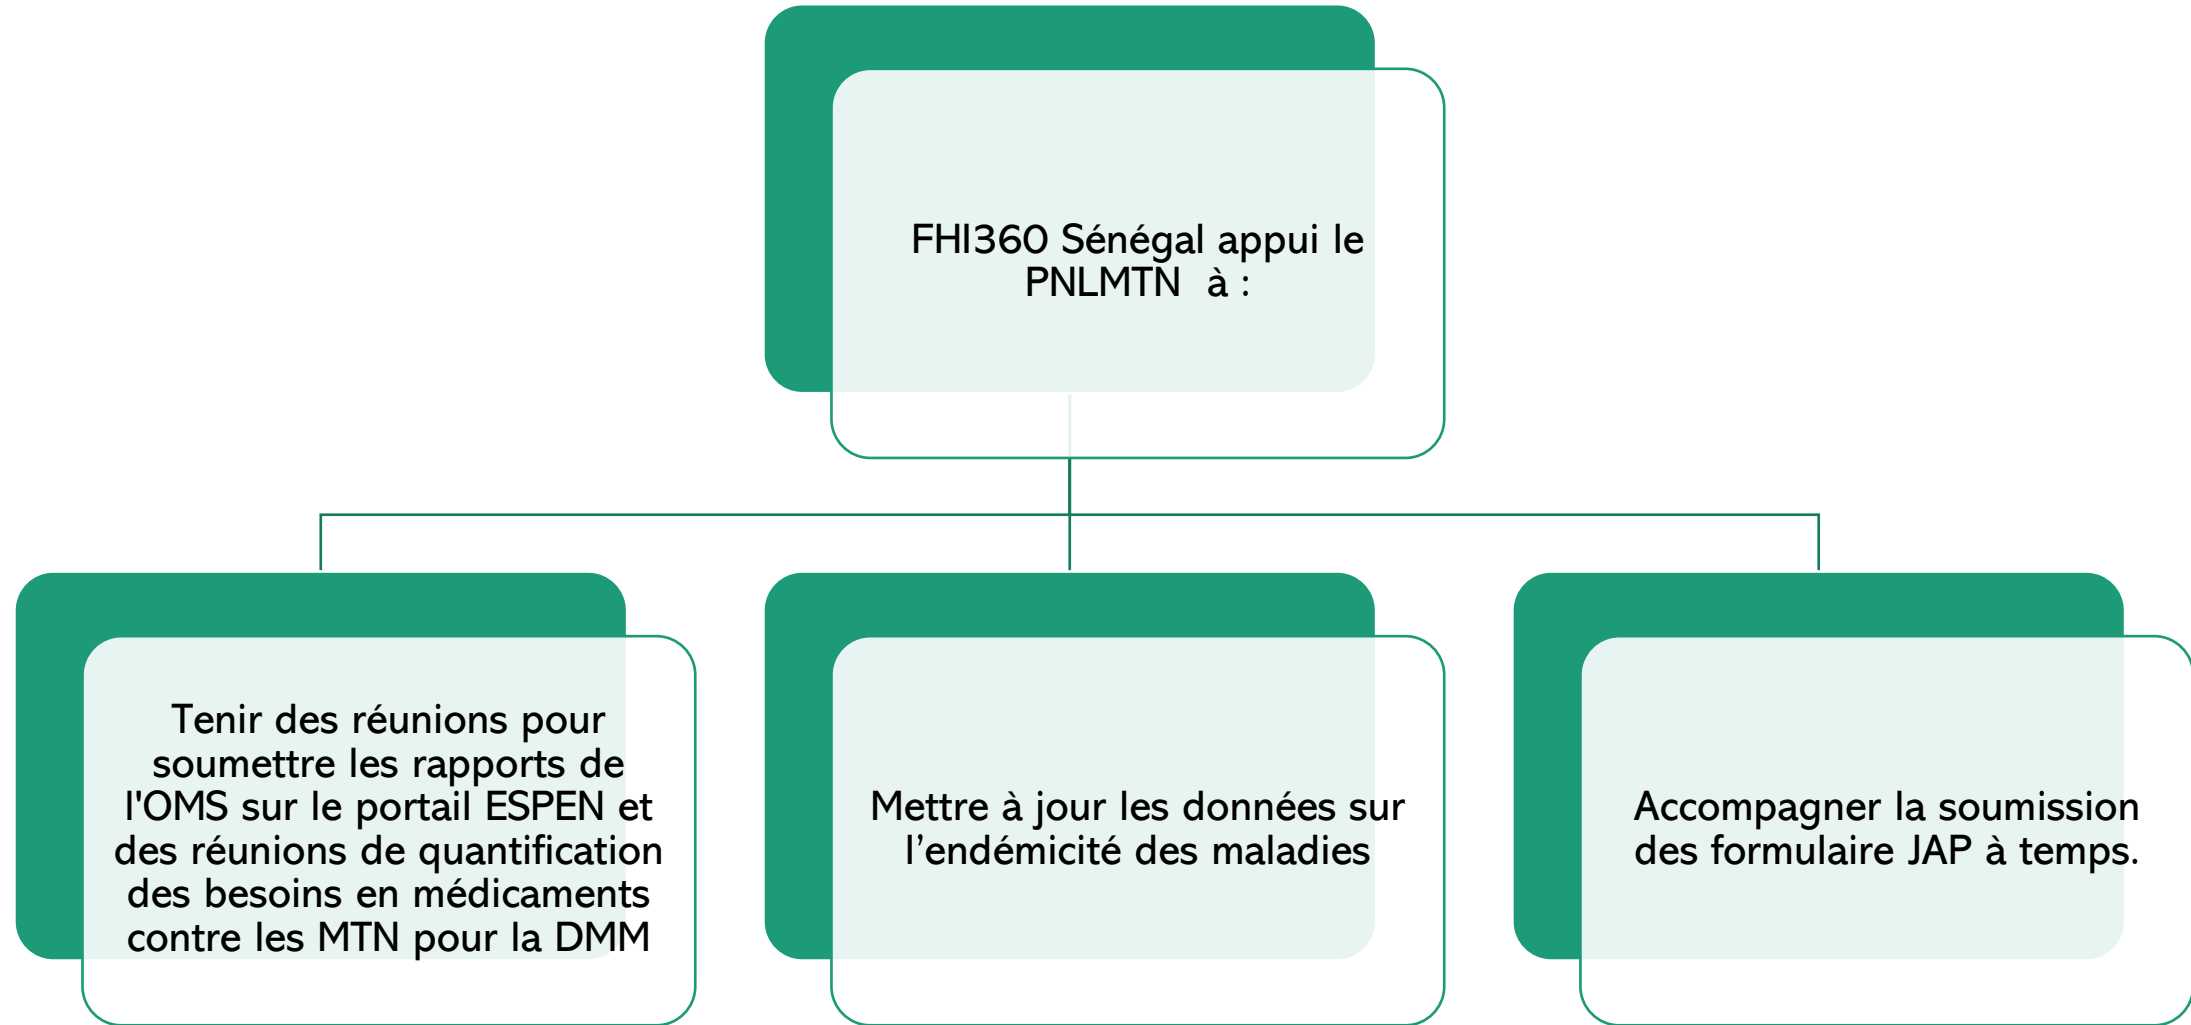 FHI360 Sénégal appui le
PNLMTN à :
Tenir des réunions pour
soumettre les rapports de
l'OMS sur le portail ESPEN et
des réunions de quantification
des besoins en médicaments
contre les MTN pour la DMM
Mettre à jour les données sur
l’endémicité des maladies
Accompagner la soumission
des formulaire JAP à temps.